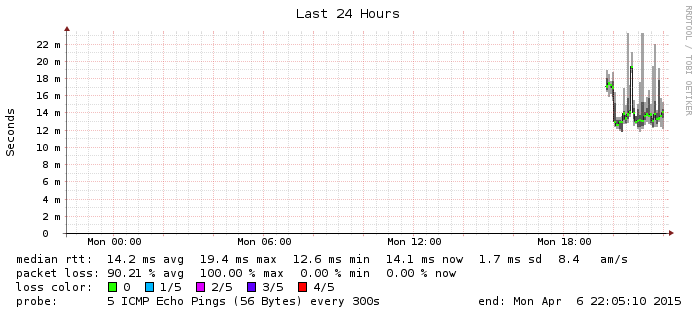 Last 24 Hours
RRDTOOL / TOBI OETIKER
Seconds
22 m
20 m
18 m
16 m
14 m
12 m
10 m
8 m
6 m
4 m
2 m
0
Mon 00:00 Mon 06:00 Mon 12:00 Mon 18:00
median rtt: 14.2 ms avg 19.4 ms max 12.6 ms min 14.1 ms now 1.7 ms sd 8.4 am/s
packet loss: 90.21 % avg 100.00 % max 0.00 % min 0.00 % now
loss color: 0 1/5 2/5 3/5 4/5
probe: 5 ICMP Echo Pings (56 Bytes) every 300s end: Mon Apr 6 22:05:10 2015